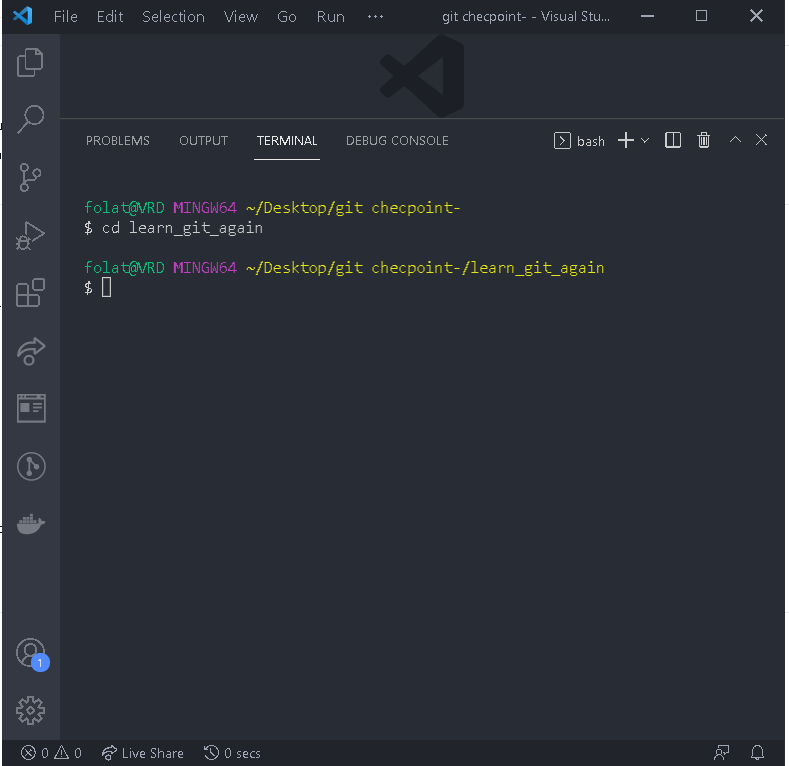 File Edit Selection View Go Run ··· git checpoint- - Visual Stu...
PROBLEMS OUTPUT TERMINAL DEBUG CONSOLE bash
folat@VRD MINGW64 ~/Desktop/git checpoint-
$ cd learn_git_again
folat@VRD MINGW64 ~/Desktop/git checpoint-/learn_git_again
$
1
0 0 Live Share 0 secs